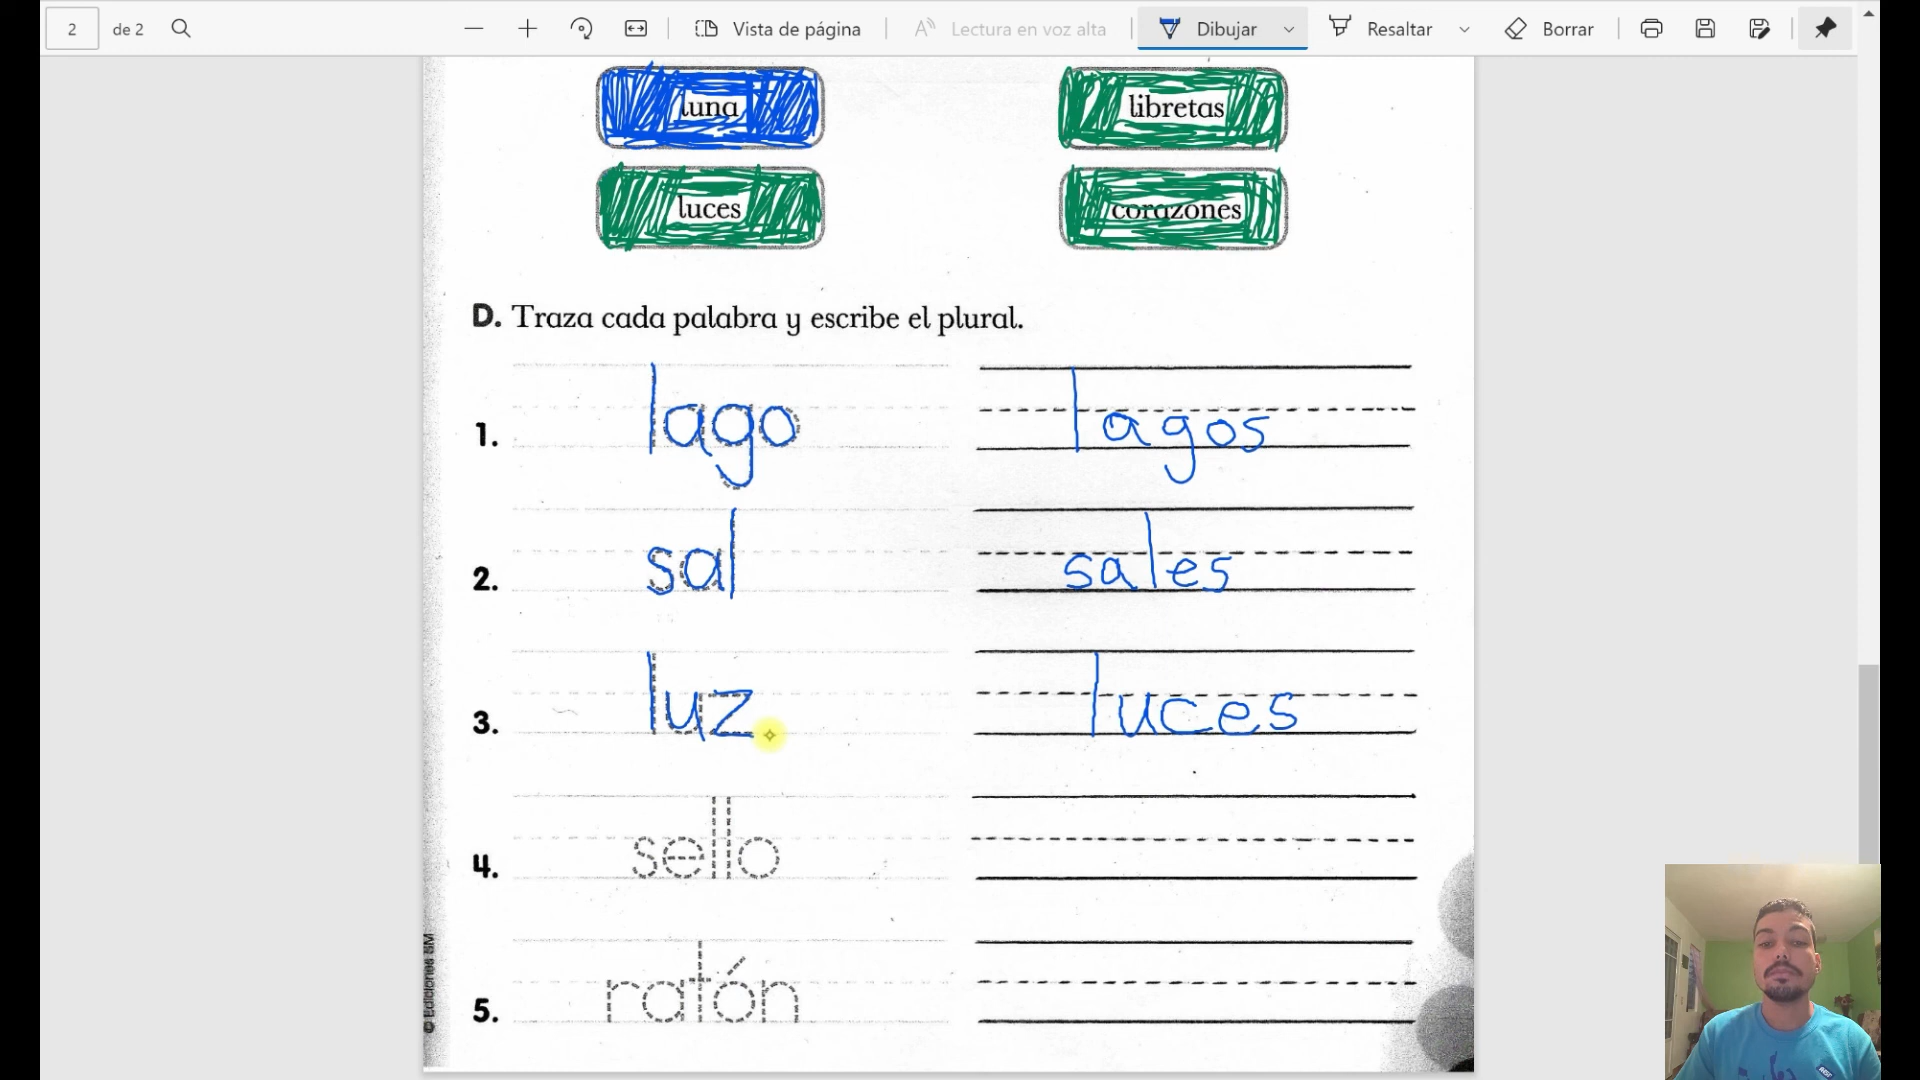 2 de 2 Vista de página Lectura en voz alta Dibujar Resaltar Borrar
luna libretas
luces corazones
D. Traza cada palabra y escribe el plural.
1. lago lagos
2. sal sales
3. luz luces
4. sello
5. ratón
© Ediciones SM